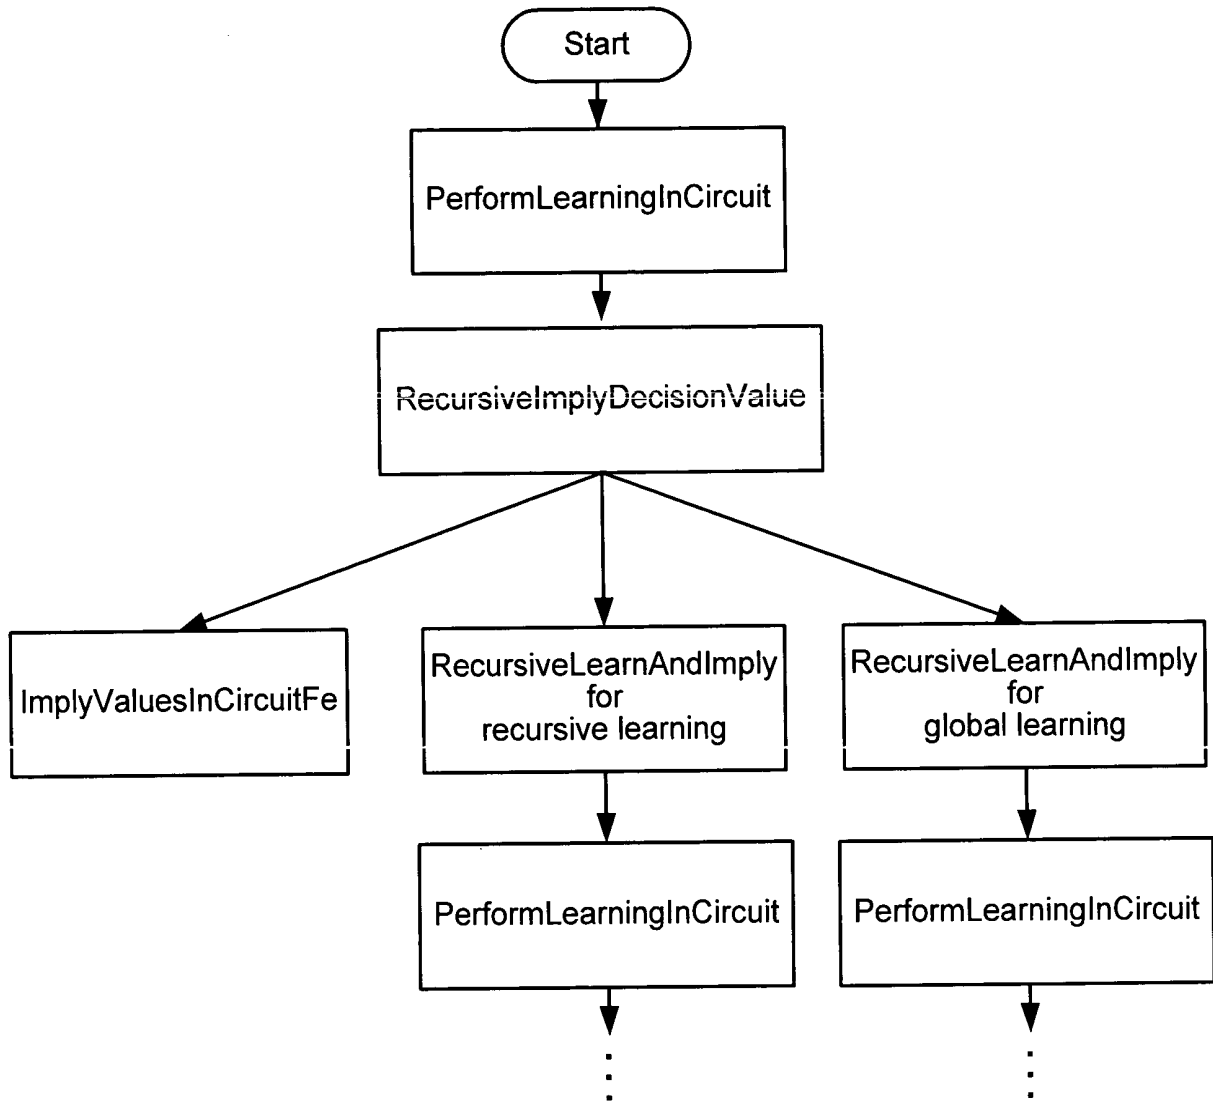 Start
PerformLearningInCircuit
RecursiveImplyDecisionValue
ImplyValuesInCircuitFe
RecursiveLearnAndImply
for
recursive learning
RecursiveLearnAndImply
for
global learning
PerformLearningInCircuit
PerformLearningInCircuit